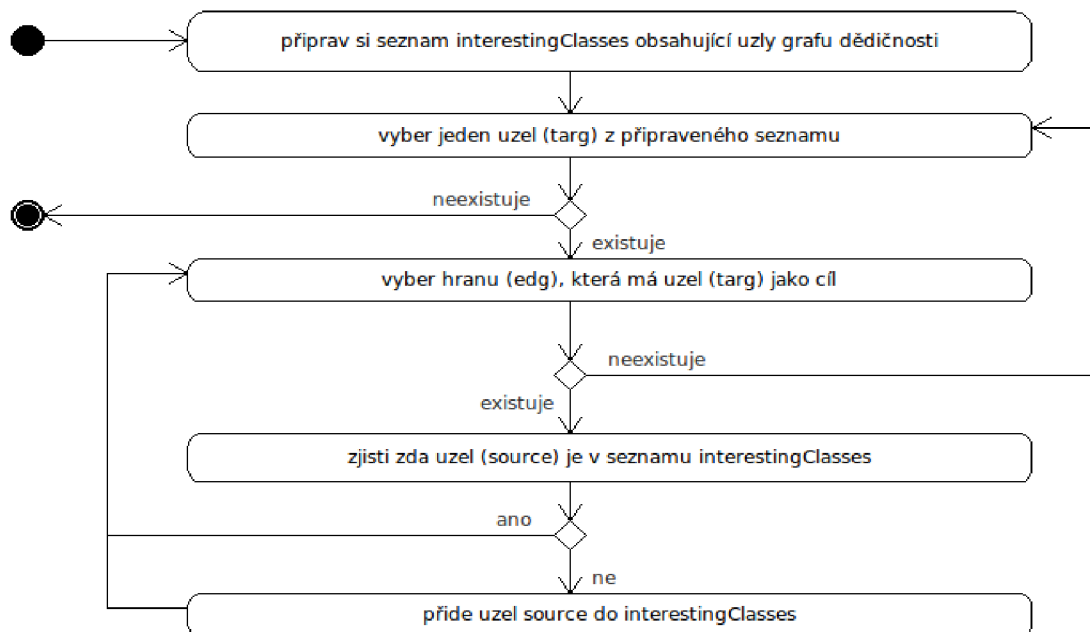 připrav si seznam interestingClasses obsahující uzly grafu dědičnosti
vyber jeden uzel (targ) z připraveného seznamu
neexistuje
existuje
vyber hranu (edg), která má uzel (targ) jako cíl
neexistuje
existuje
zjisti zda uzel (source) je v seznamu interestingClasses
ano
ne
přide uzel source do interestingClasses